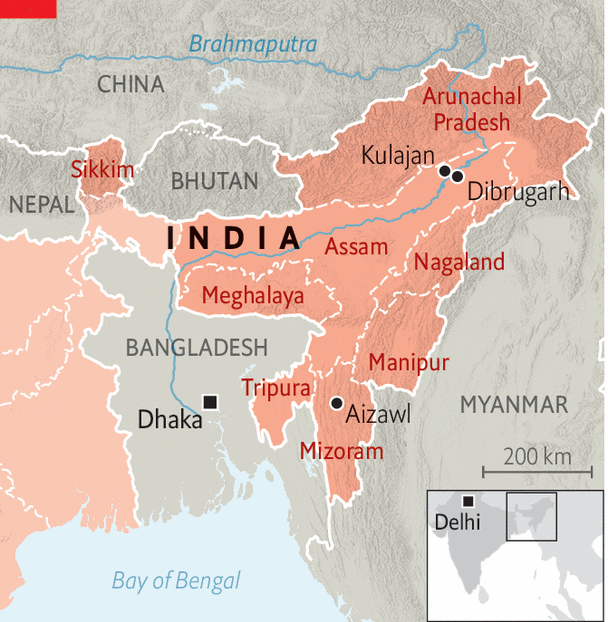 Brahmaputra
CHINA
Arunachal
Pradesh
Kulajan
Sikkim
BHUTAN
Dibrugarh
NEPAL
INDIA
Assam
Nagaland
Meghalaya
BANGLADESH
Manipur
Tripura
Dhaka
Aizawl
MYANMAR
Mizoram
200 km
Delhi
Bay of Bengal